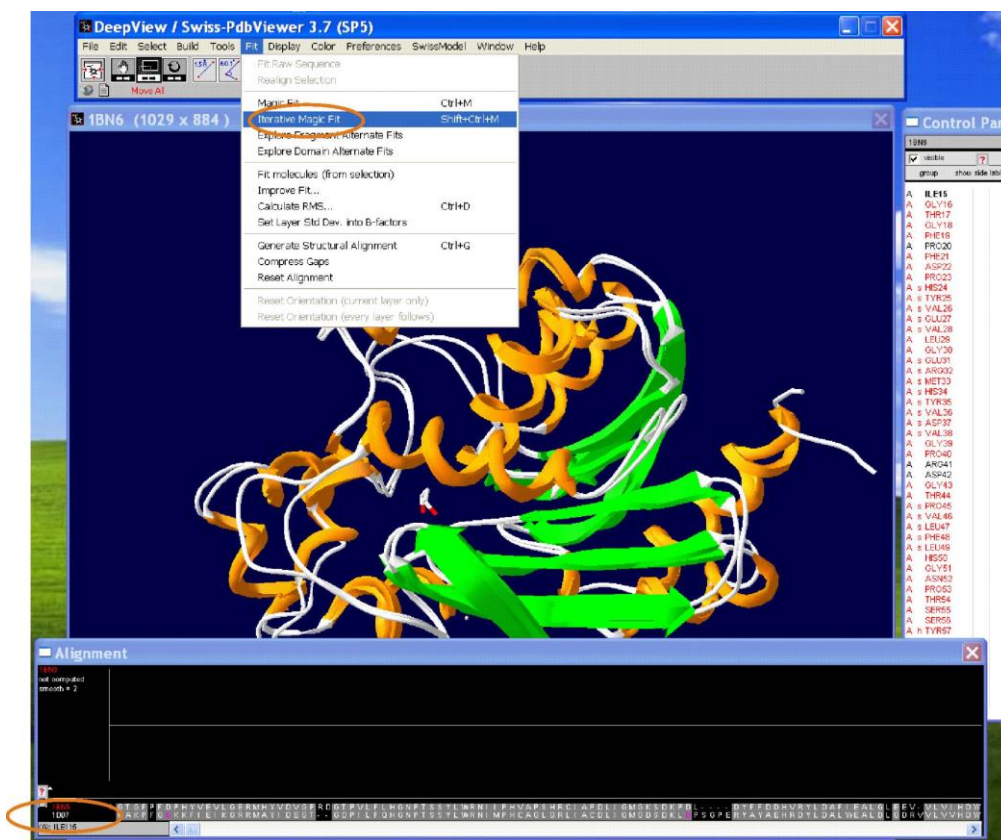 DeepView / Swiss-PdbViewer 3.7 (SP5)
File Edit Select Build Tools Fit Display Color Preferences SwissModel Window Help
Move All
Fit Raw Sequence
Realign Selection
Magic Fit
Ctrl+M
Iterative Magic Fit
Shift+Ctrl+M
Explore Fragment Alternate Fits
Explore Domain Alternate Fits
Fit molecules (from selection)
Improve Fit...
Calculate RMS...
Ctrl+D
Set Layer Std Dev. into B-factors
Generate Structural Alignment
Ctrl+G
Compress Gaps
Reset Alignment
Reset Orientation (current layer only)
Reset Orientation (every layer follows)
1BN6 (1029 x 884)
Control Pan
1BN6
visible ?
group show side labl
A ILE15
A GLY16
A THR17
A GLY18
A PHE19
A PRO20
A PHE21
A ASP22
A PRO23
A s HIS24
A s TYR25
A s VAL26
A s GLU27
A s VAL28
A LEU29
A GLY30
A s GLU31
A s ARG32
A s MET33
A s HIS34
A s TYR35
A s VAL36
A s ASP37
A s VAL38
A GLY39
A PRO40
A ARG41
A ASP42
A GLY43
A THR44
A s PRO45
A s VAL46
A s LEU47
A s PHE48
A s LEU49
A HIS50
A GLY51
A ASN52
A PRO53
A THR54
A SER55
A SER56
A h TYR57
Alignment
1BN6
not computed
smooth = 2
?
1BN6
ILE15